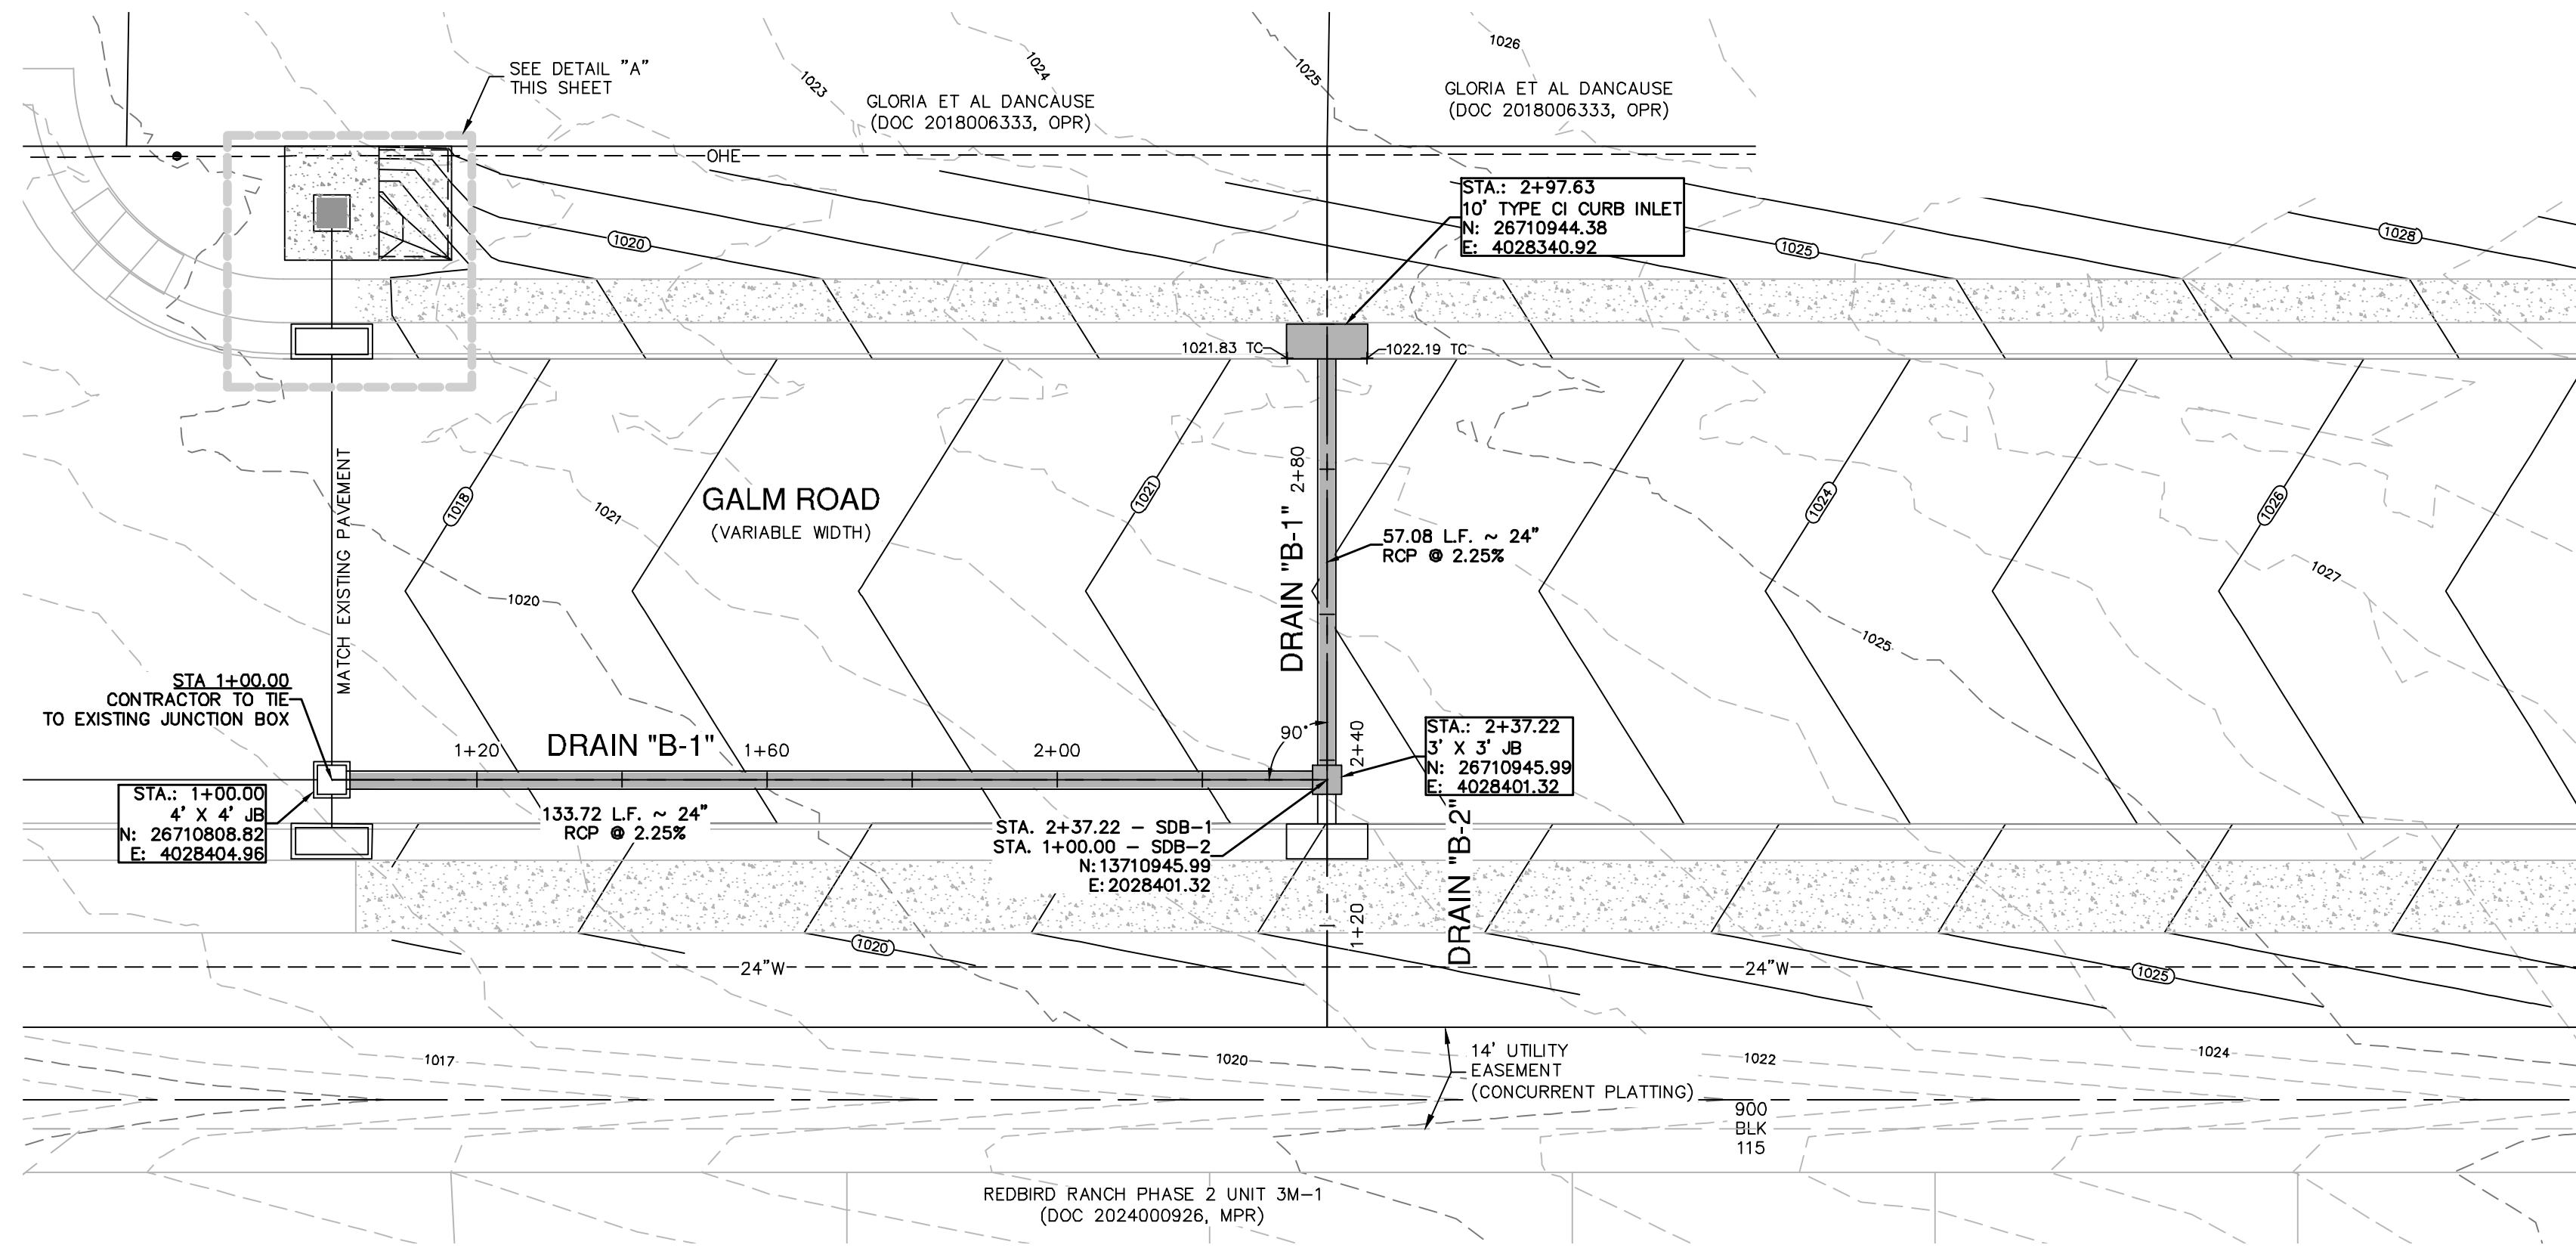 SEE DETAIL "A"
THIS SHEET
1023
1024
1025
1026
GLORIA ET AL DANCAUSE
(DOC 2018006333, OPR)
GLORIA ET AL DANCAUSE
(DOC 2018006333, OPR)
OHE
STA.: 2+97.63
10' TYPE CI CURB INLET
N: 26710944.38
E: 4028340.92
1020
1025
1028
1021.83 TC
1022.19 TC
MATCH EXISTING PAVEMENT
1018
1021
GALM ROAD
(VARIABLE WIDTH)
1021
2+80
DRAIN "B-1"
57.08 L.F. ~ 24"
RCP @ 2.25%
1024
1026
1027
1020
1025
STA 1+00.00
CONTRACTOR TO TIE
TO EXISTING JUNCTION BOX
1+20
DRAIN "B-1"
1+60
2+00
90°
2+40
STA.: 2+37.22
3' X 3' JB
N: 26710945.99
E: 4028401.32
STA.: 1+00.00
4' X 4' JB
N: 26710808.82
E: 4028404.96
133.72 L.F. ~ 24"
RCP @ 2.25%
STA. 2+37.22 - SDB-1
STA. 1+00.00 - SDB-2
N:13710945.99
E:2028401.32
DRAIN "B-2"
1+20
1020
24"W
24"W
1025
1017
1020
14' UTILITY
EASEMENT
(CONCURRENT PLATTING)
1022
1024
900
BLK
115
REDBIRD RANCH PHASE 2 UNIT 3M-1
(DOC 2024000926, MPR)